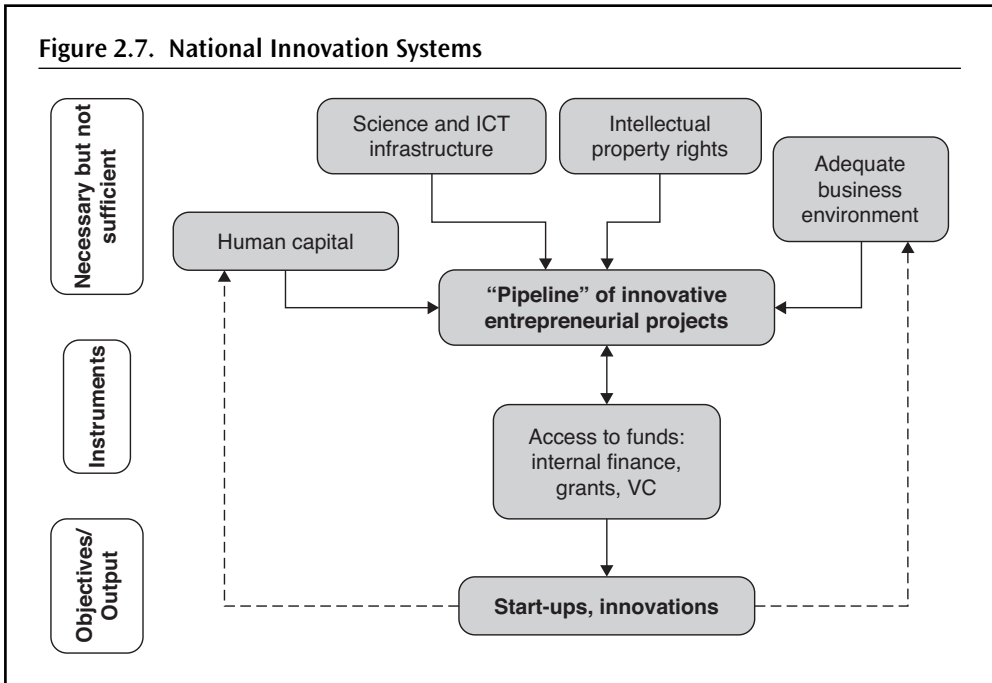 Figure 2.7. National Innovation Systems
Necessary but not
sufficient
Science and ICT
infrastructure
Intellectual
property rights
Adequate
business
environment
Human capital
“Pipeline” of innovative
entrepreneurial projects
Instruments
Access to funds:
internal finance,
grants, VC
Objectives/
Output
Start-ups, innovations